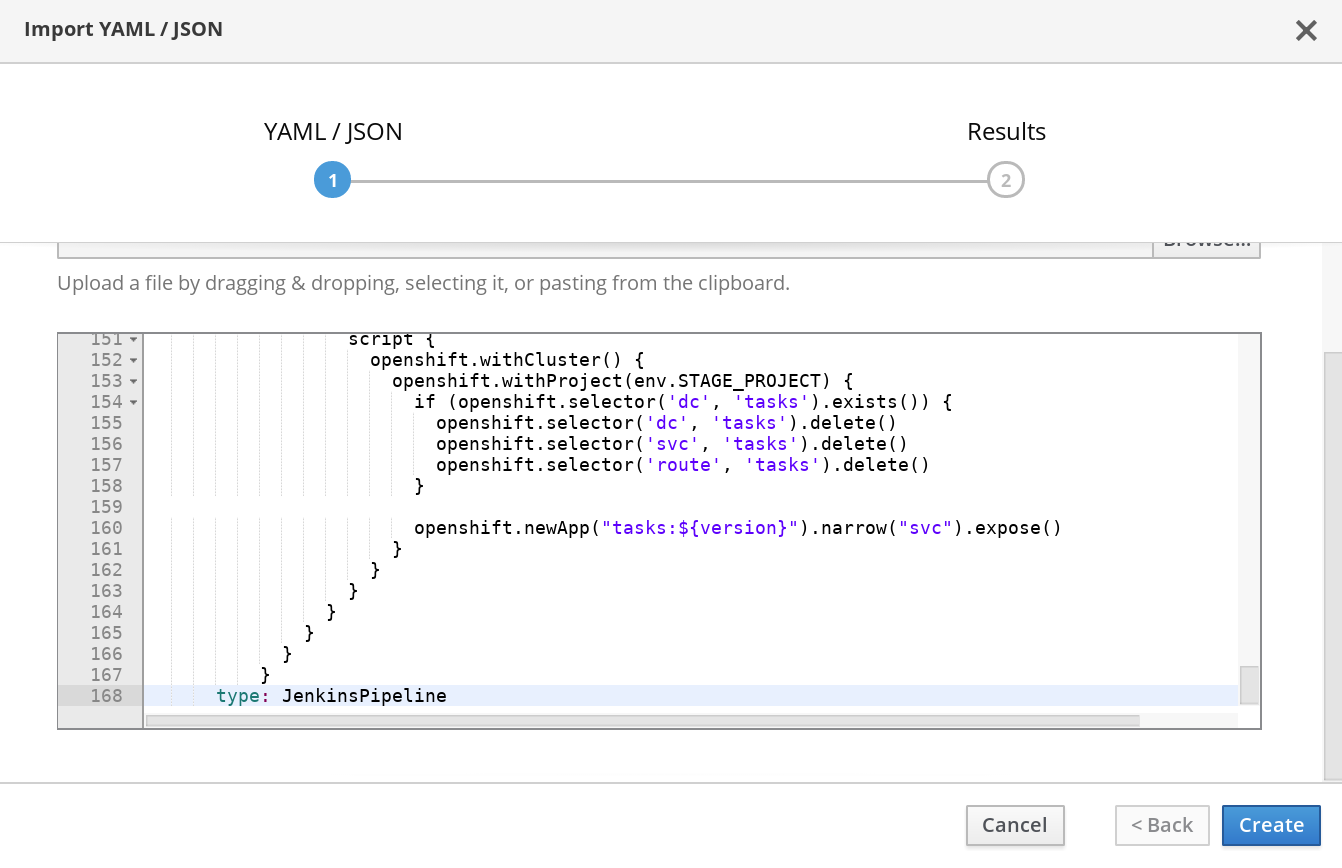 Import YAML / JSON
YAML / JSON
Results
1
2
Browse...
Upload a file by dragging & dropping, selecting it, or pasting from the clipboard.
151 script {
152 openshift.withCluster() {
153 openshift.withProject(env.STAGE_PROJECT) {
154 if (openshift.selector('dc', 'tasks').exists()) {
155 openshift.selector('dc', 'tasks').delete()
156 openshift.selector('svc', 'tasks').delete()
157 openshift.selector('route', 'tasks').delete()
158 }
159
160 openshift.newApp("tasks:${version}").narrow("svc").expose()
161 }
162 }
163 }
164 }
165 }
166 }
167 }
168 type: JenkinsPipeline
Cancel
< Back
Create